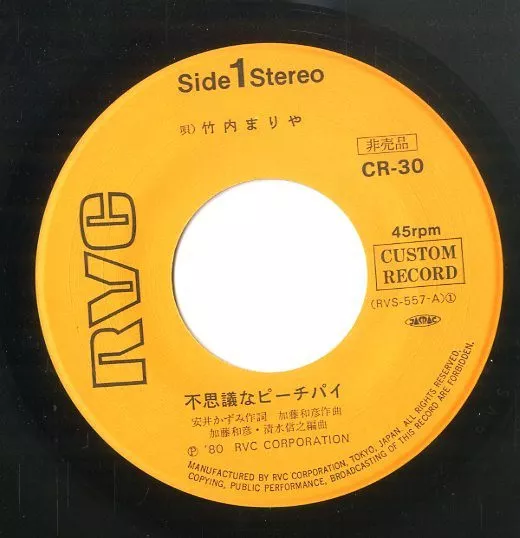 Side 1 Stereo
唄) 竹内まりや
非売品
CR-30
RVC
45rpm
CUSTOM
RECORD
(RVS-557-A)①
JASRAC
不思議なピーチパイ
安井かずみ作詞 加藤和彦作曲
加藤和彦・清水信之編曲
Ⓟ '80 RVC CORPORATION
MANUFACTURED BY RVC CORPORATION, TOKYO, JAPAN. ALL RIGHTS RESERVED.
COPYING, PUBLIC PERFORMANCE, BROADCASTING OF THIS RECORD ARE FORBIDDEN.